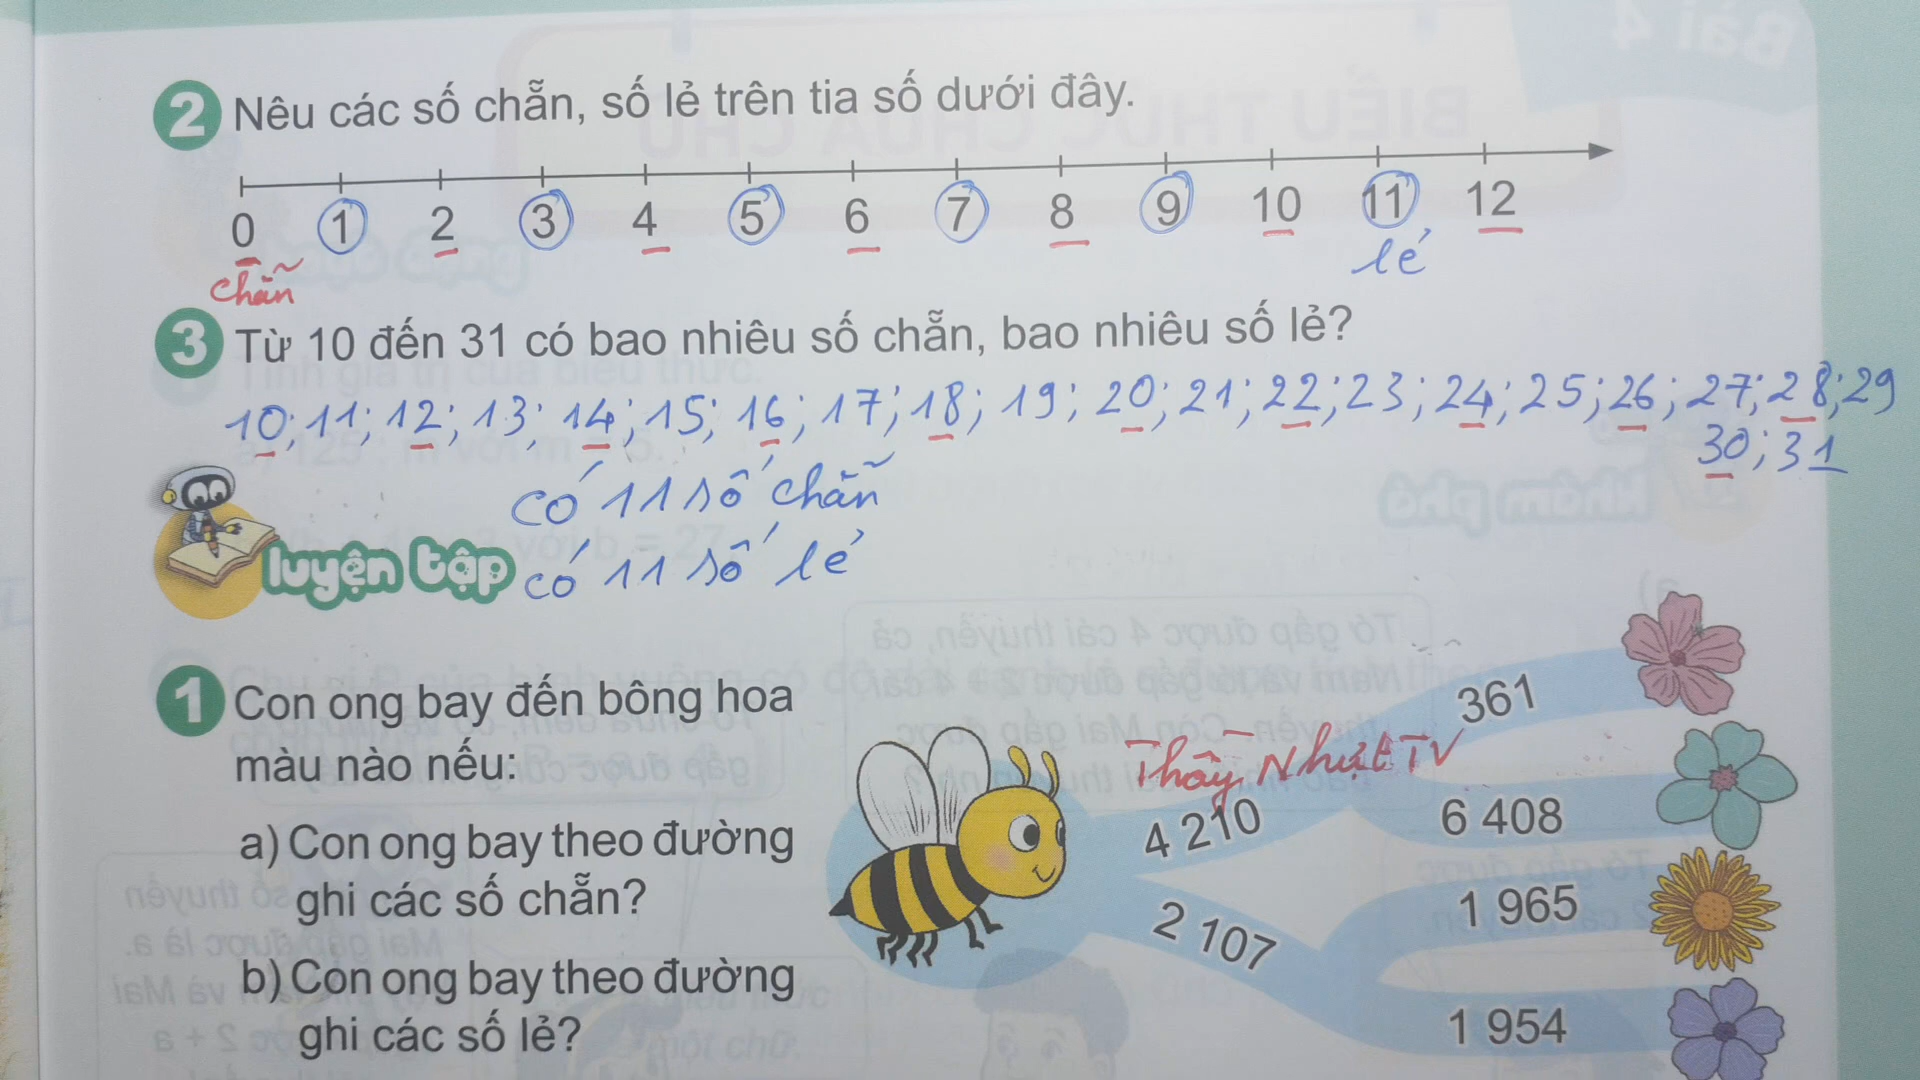 2 Nêu các số chẵn, số lẻ trên tia số dưới đây.
0 1 2 3 4 5 6 7 8 9 10 11 12
chẵn
lẻ
3 Từ 10 đến 31 có bao nhiêu số chẵn, bao nhiêu số lẻ?
10; 11; 12; 13; 14; 15; 16; 17; 18; 19; 20; 21; 22; 23; 24; 25; 26; 27; 28; 29
30; 31
có 11 số chẵn
có 11 số lẻ
luyện tập
1 Con ong bay đến bông hoa
màu nào nếu:
a) Con ong bay theo đường
ghi các số chẵn?
b) Con ong bay theo đường
ghi các số lẻ?
Thầy Nhựt TV
4 210
2 107
361
6 408
1 965
1 954